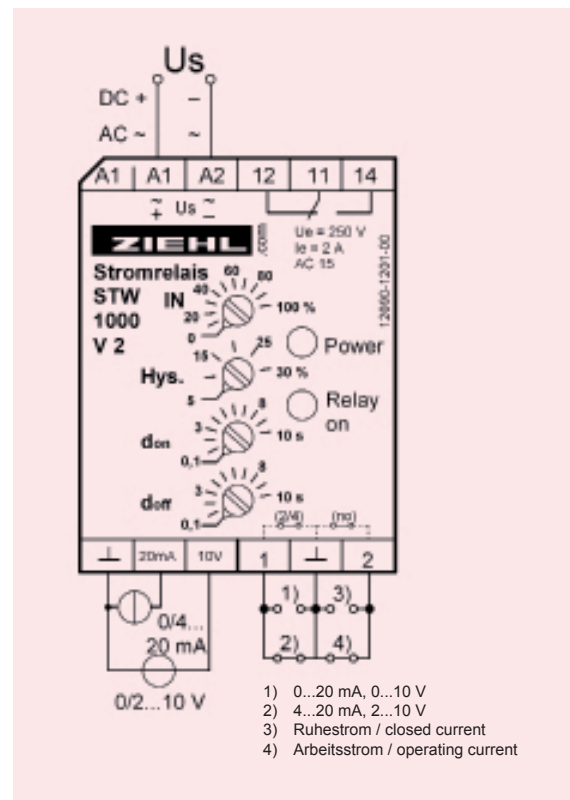 Us
DC + –
AC ~ ~
A1 A1 A2 12 11 14
~ + Us ~ –
ZIEHL .com
Ue = 250 V
Ie = 2 A
AC 15
12060-1201-00
Stromrelais
STW
1000
V 2
IN
0 20 40 60 80 100 %
Power
Hys.
5 15 25 30 %
Relay
on
don
0,1 3 8 10 s
doff
0,1 3 8 10 s
(2/4) (no)
⊥ 20mA 10V 1 ⊥ 2
1) 3)
0/4...
20 mA
2) 4)
0/2...10 V
1) 0...20 mA, 0...10 V
2) 4...20 mA, 2...10 V
3) Ruhestrom / closed current
4) Arbeitsstrom / operating current